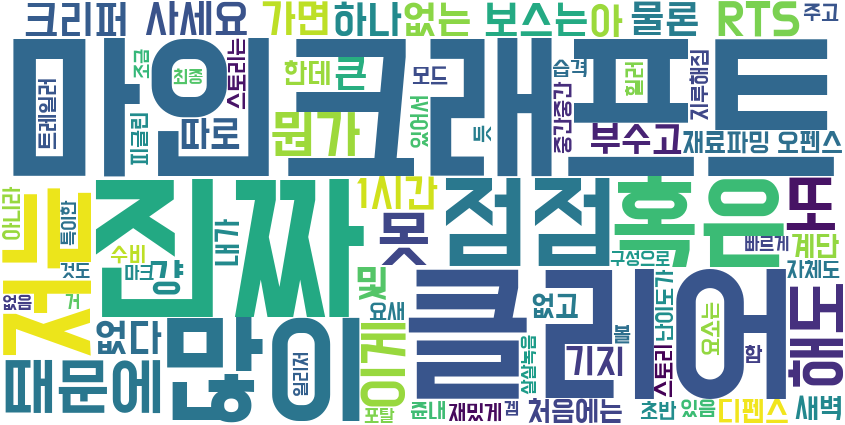 크리퍼 사세요 가면 하나 없는 보스는 아 물론 RTS 주고
마인크래프트
트레일러 최종 조금 스토리는 한데 큰 모드 습격 힐러 지루해짐
피글린 따로 뭔가 있어서 듯 중간중간 부수고 재료파밍 오펜스
저는 진짜 1시간 점점 혹은 또
아니라 특이한 내가 못 빠르게 계단
것도 수비 마크 걍 및 구성으로 자체도
없음 거 요새 없고 난이도가
많이 클리어 해도
때문에 없다 일리저 이게 살살녹음 기지 볼 스토리 요소는 함
포탈 쥰내 재밌게 겜 처음에는 초반 있음 디펜스 새벽